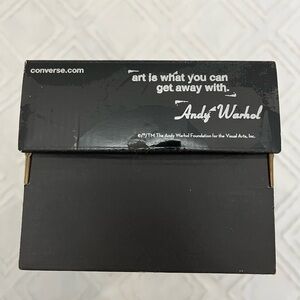 converse.com
art is what you can
get away with.
Andy Warhol
©/®/TM The Andy Warhol Foundation for the Visual Arts, Inc.